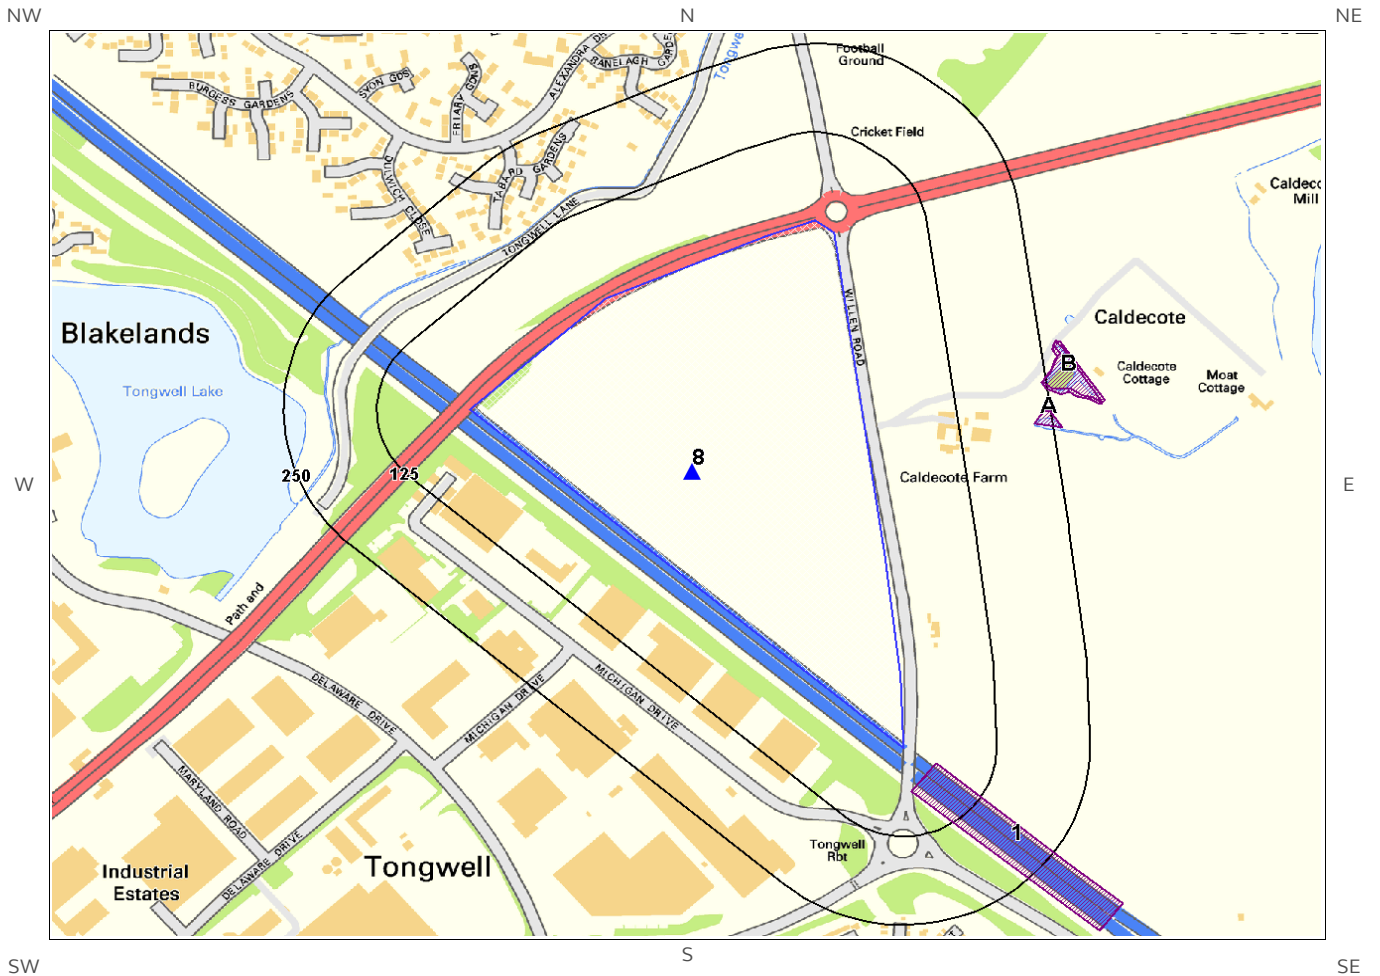 NW
N
NE
Football
Ground
Tongwe
ALEXANDRA DR
RANELAGH
GARDE
SYON GDS
BURGESS GARDENS
FRIARY GDNS
Cricket Field
TABARD GARDENS
DULWICH CLOSE
Caldec
Mill
TONGWELL LANE
WILLEN ROAD
Blakelands
Caldecote
B
Caldecote
Cottage
Moat
Cottage
Tongwell Lake
A
8
250
125
Caldecote Farm
W
E
Path and
DELAWARE DRIVE
MICHIGAN DRIVE
MICHIGAN DRIVE
MARYLAND ROAD
1
Tongwell
Rbt
DELAWARE DRIVE
Tongwell
Industrial
Estates
SW
S
SE